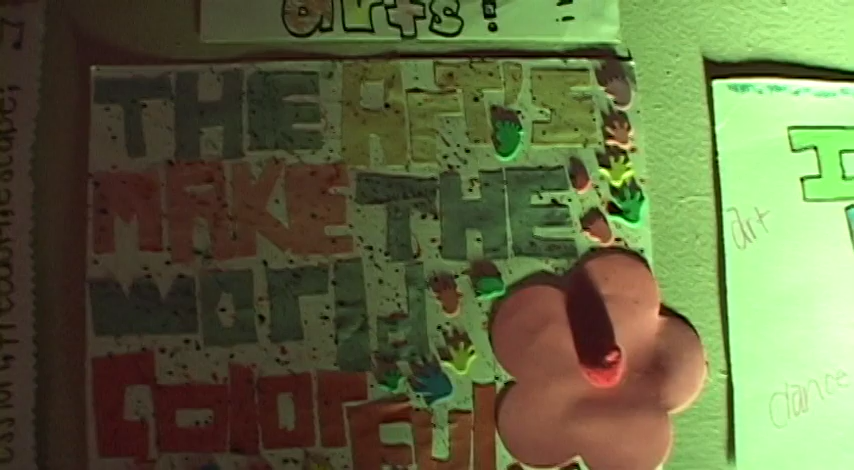 arts!
THE ARTS
MAKE THE
WORLD
COlOrFUl
art
dance